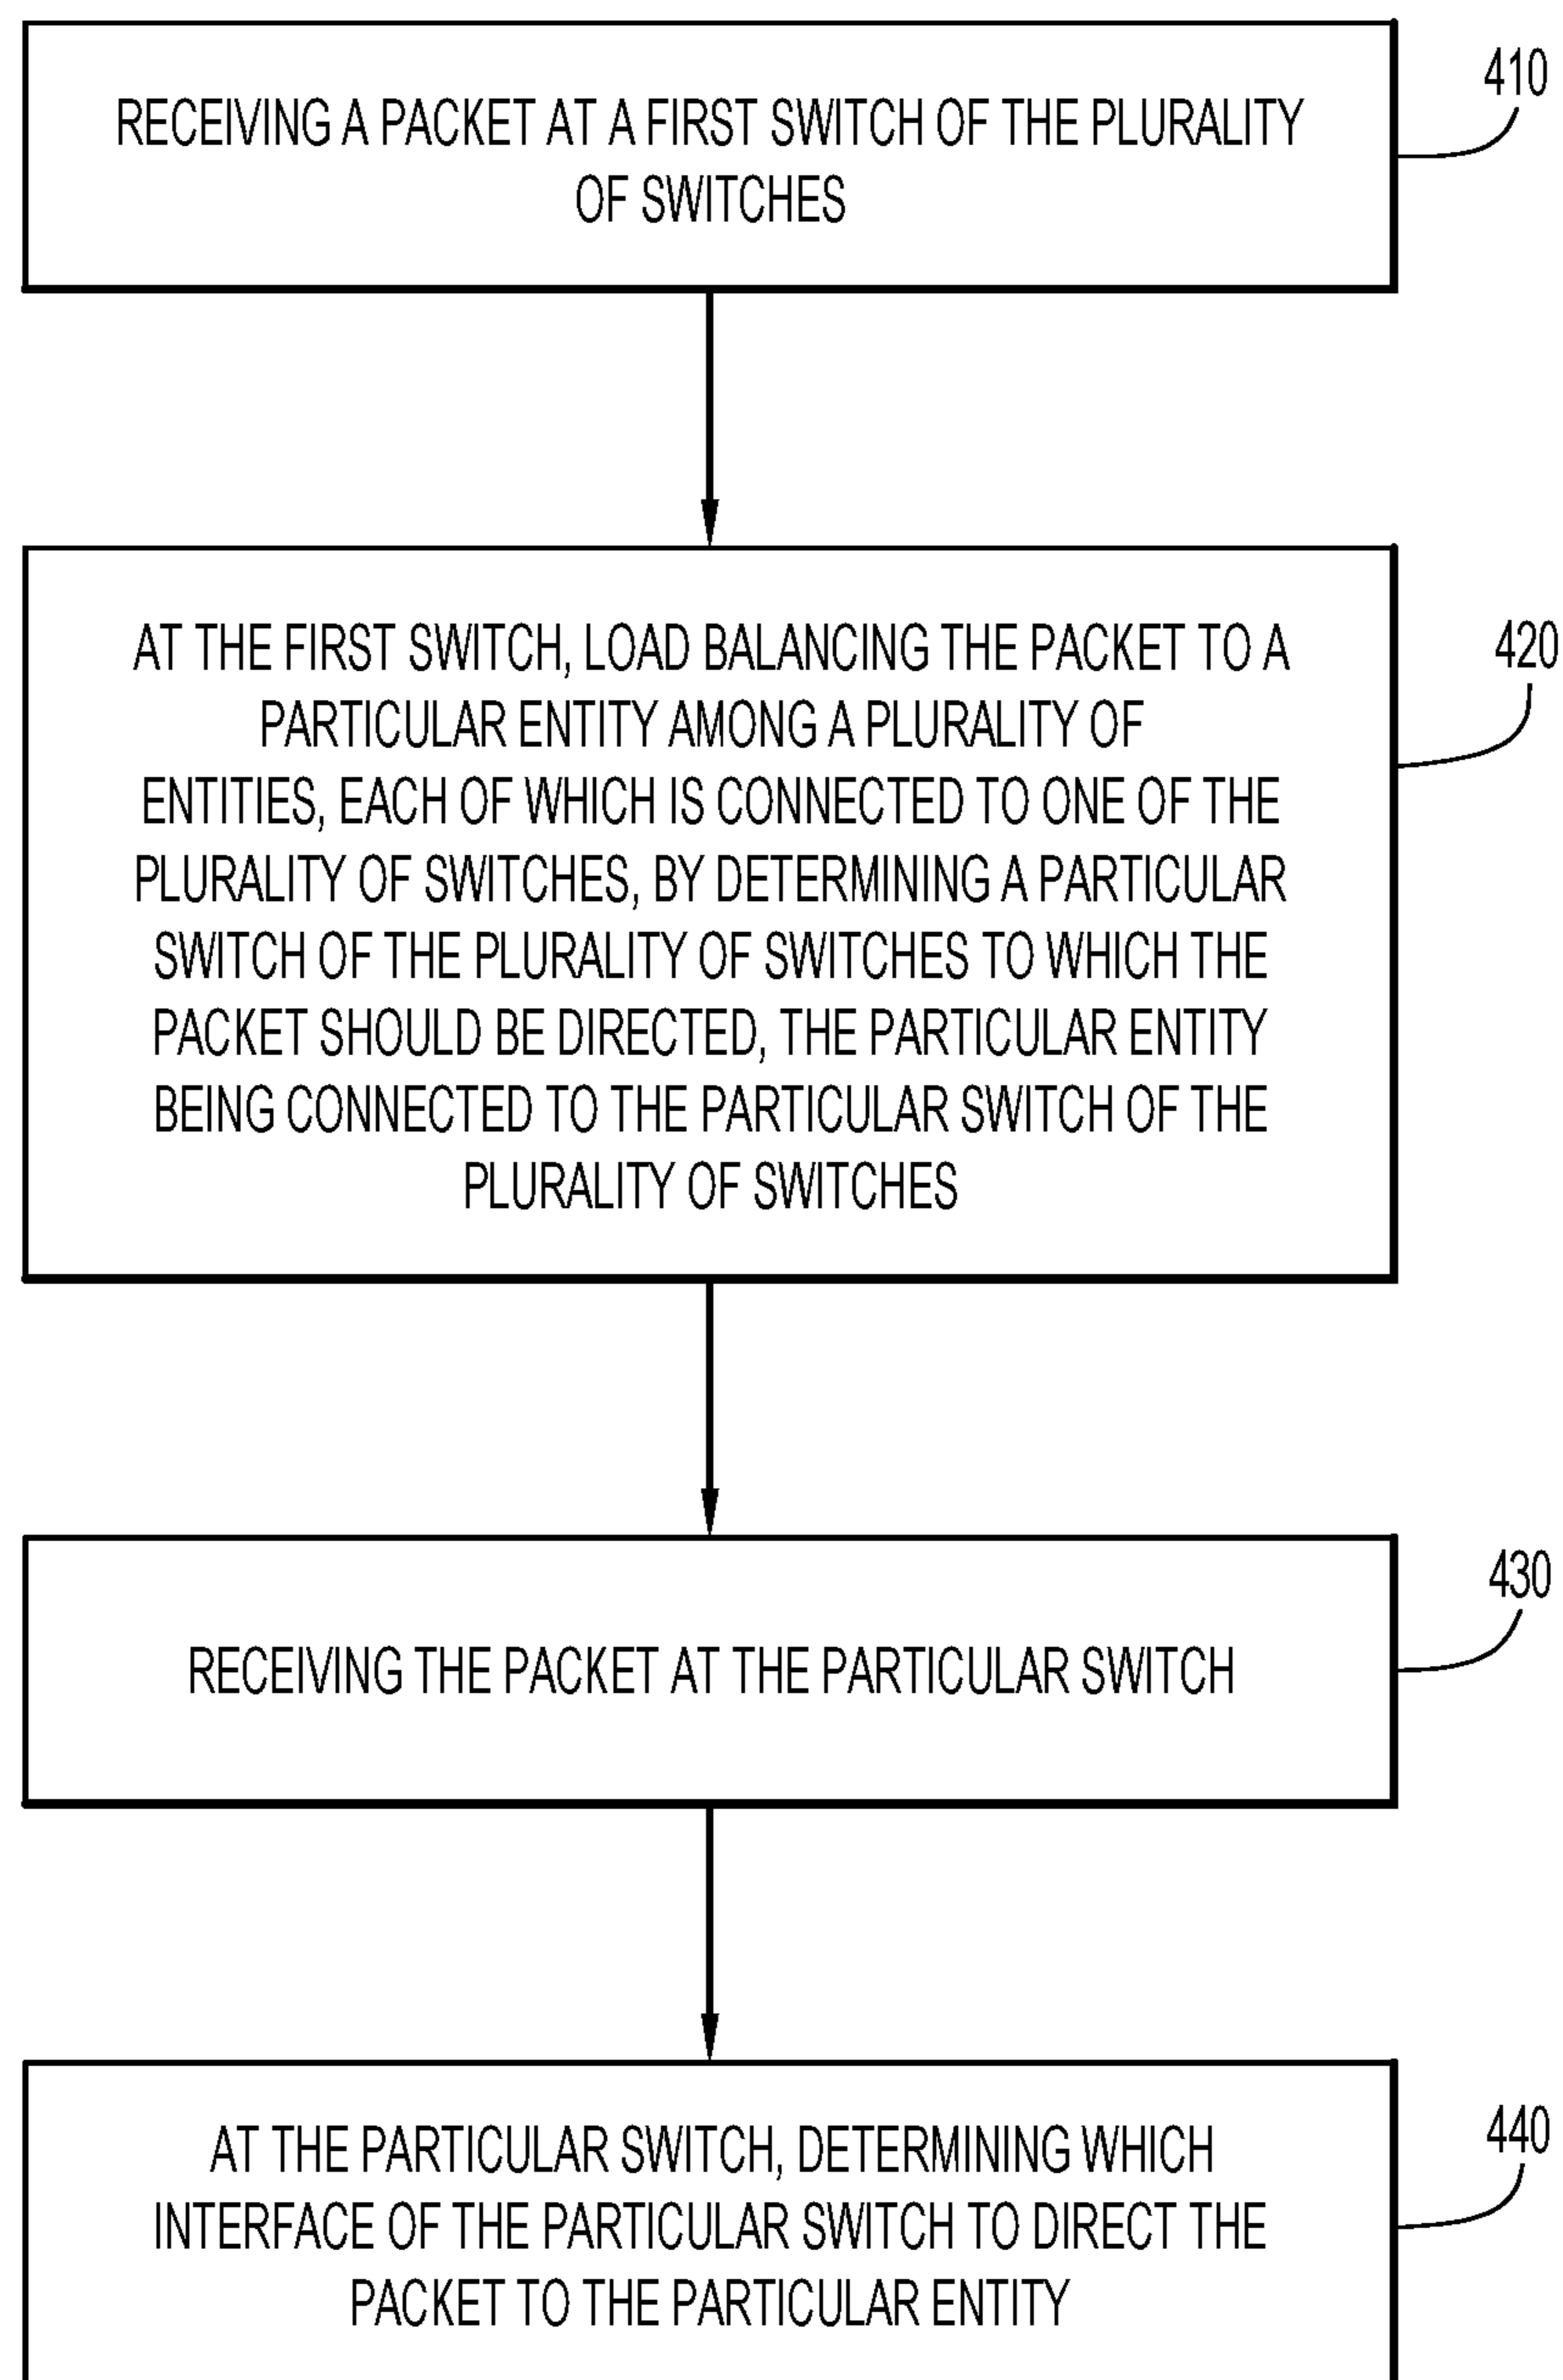 RECEIVING A PACKET AT A FIRST SWITCH OF THE PLURALITY
OF SWITCHES
410
AT THE FIRST SWITCH, LOAD BALANCING THE PACKET TO A
PARTICULAR ENTITY AMONG A PLURALITY OF
ENTITIES, EACH OF WHICH IS CONNECTED TO ONE OF THE
PLURALITY OF SWITCHES, BY DETERMINING A PARTICULAR
SWITCH OF THE PLURALITY OF SWITCHES TO WHICH THE
PACKET SHOULD BE DIRECTED, THE PARTICULAR ENTITY
BEING CONNECTED TO THE PARTICULAR SWITCH OF THE
PLURALITY OF SWITCHES
420
RECEIVING THE PACKET AT THE PARTICULAR SWITCH
430
AT THE PARTICULAR SWITCH, DETERMINING WHICH
INTERFACE OF THE PARTICULAR SWITCH TO DIRECT THE
PACKET TO THE PARTICULAR ENTITY
440